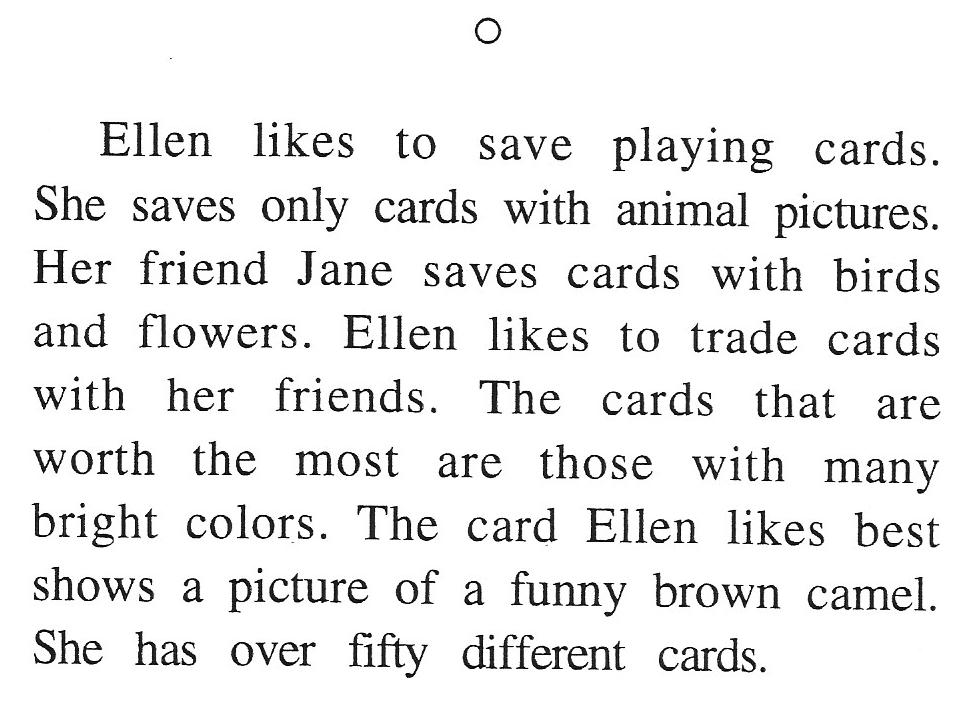 Ellen likes to save playing cards.
She saves only cards with animal pictures.
Her friend Jane saves cards with birds
and flowers. Ellen likes to trade cards
with her friends. The cards that are
worth the most are those with many
bright colors. The card Ellen likes best
shows a picture of a funny brown camel.
She has over fifty different cards.